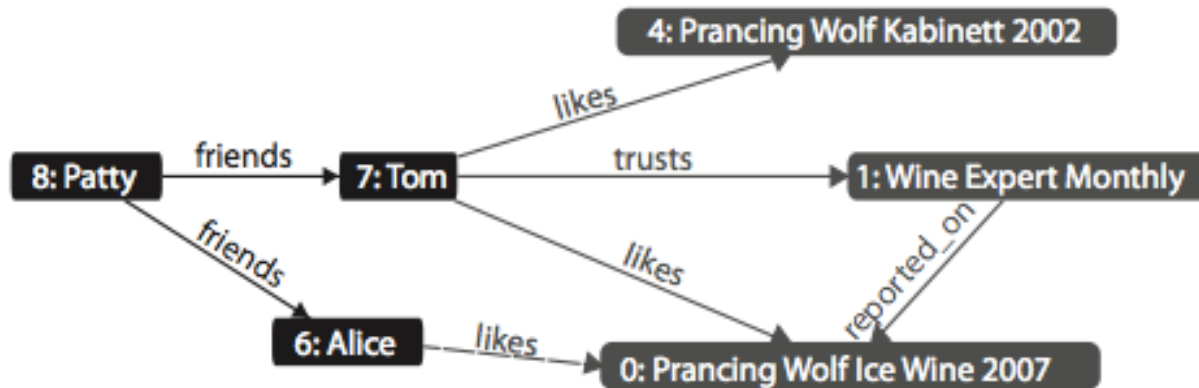 4: Prancing Wolf Kabinett 2002
likes
friends
trusts
8: Patty
7: Tom
1: Wine Expert Monthly
friends
likes
reported_on
6: Alice
likes
0: Prancing Wolf Ice Wine 2007